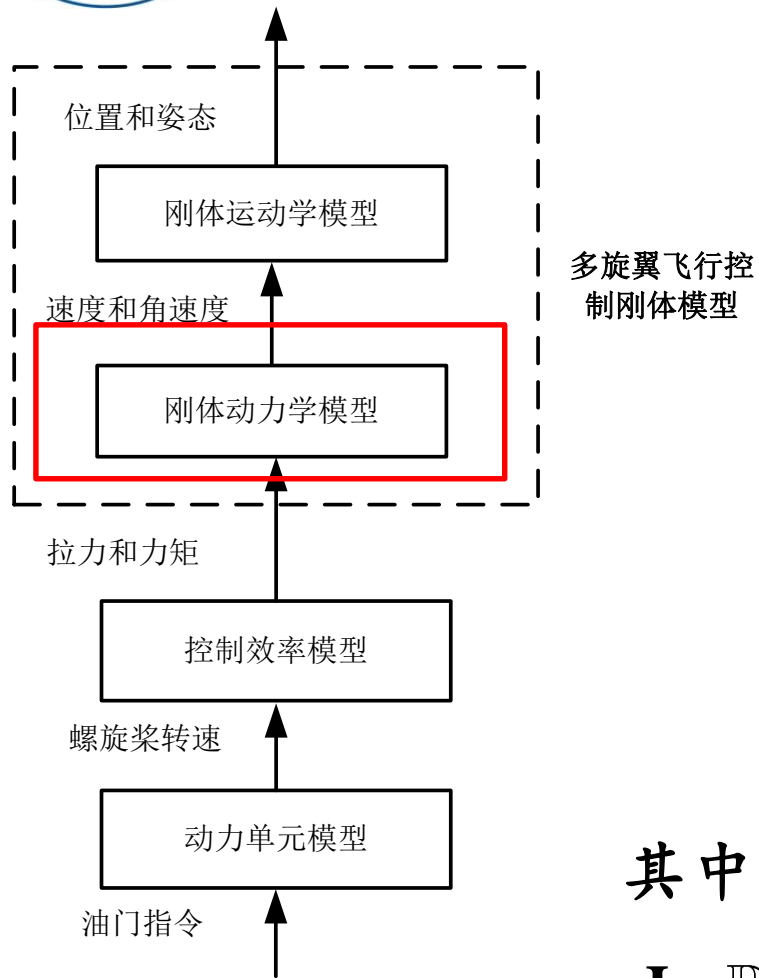 位置和姿态
刚体运动学模型
多旋翼飞行控
制刚体模型
速度和角速度
刚体动力学模型
拉力和力矩
控制效率模型
螺旋桨转速
动力单元模型
其中
油门指令